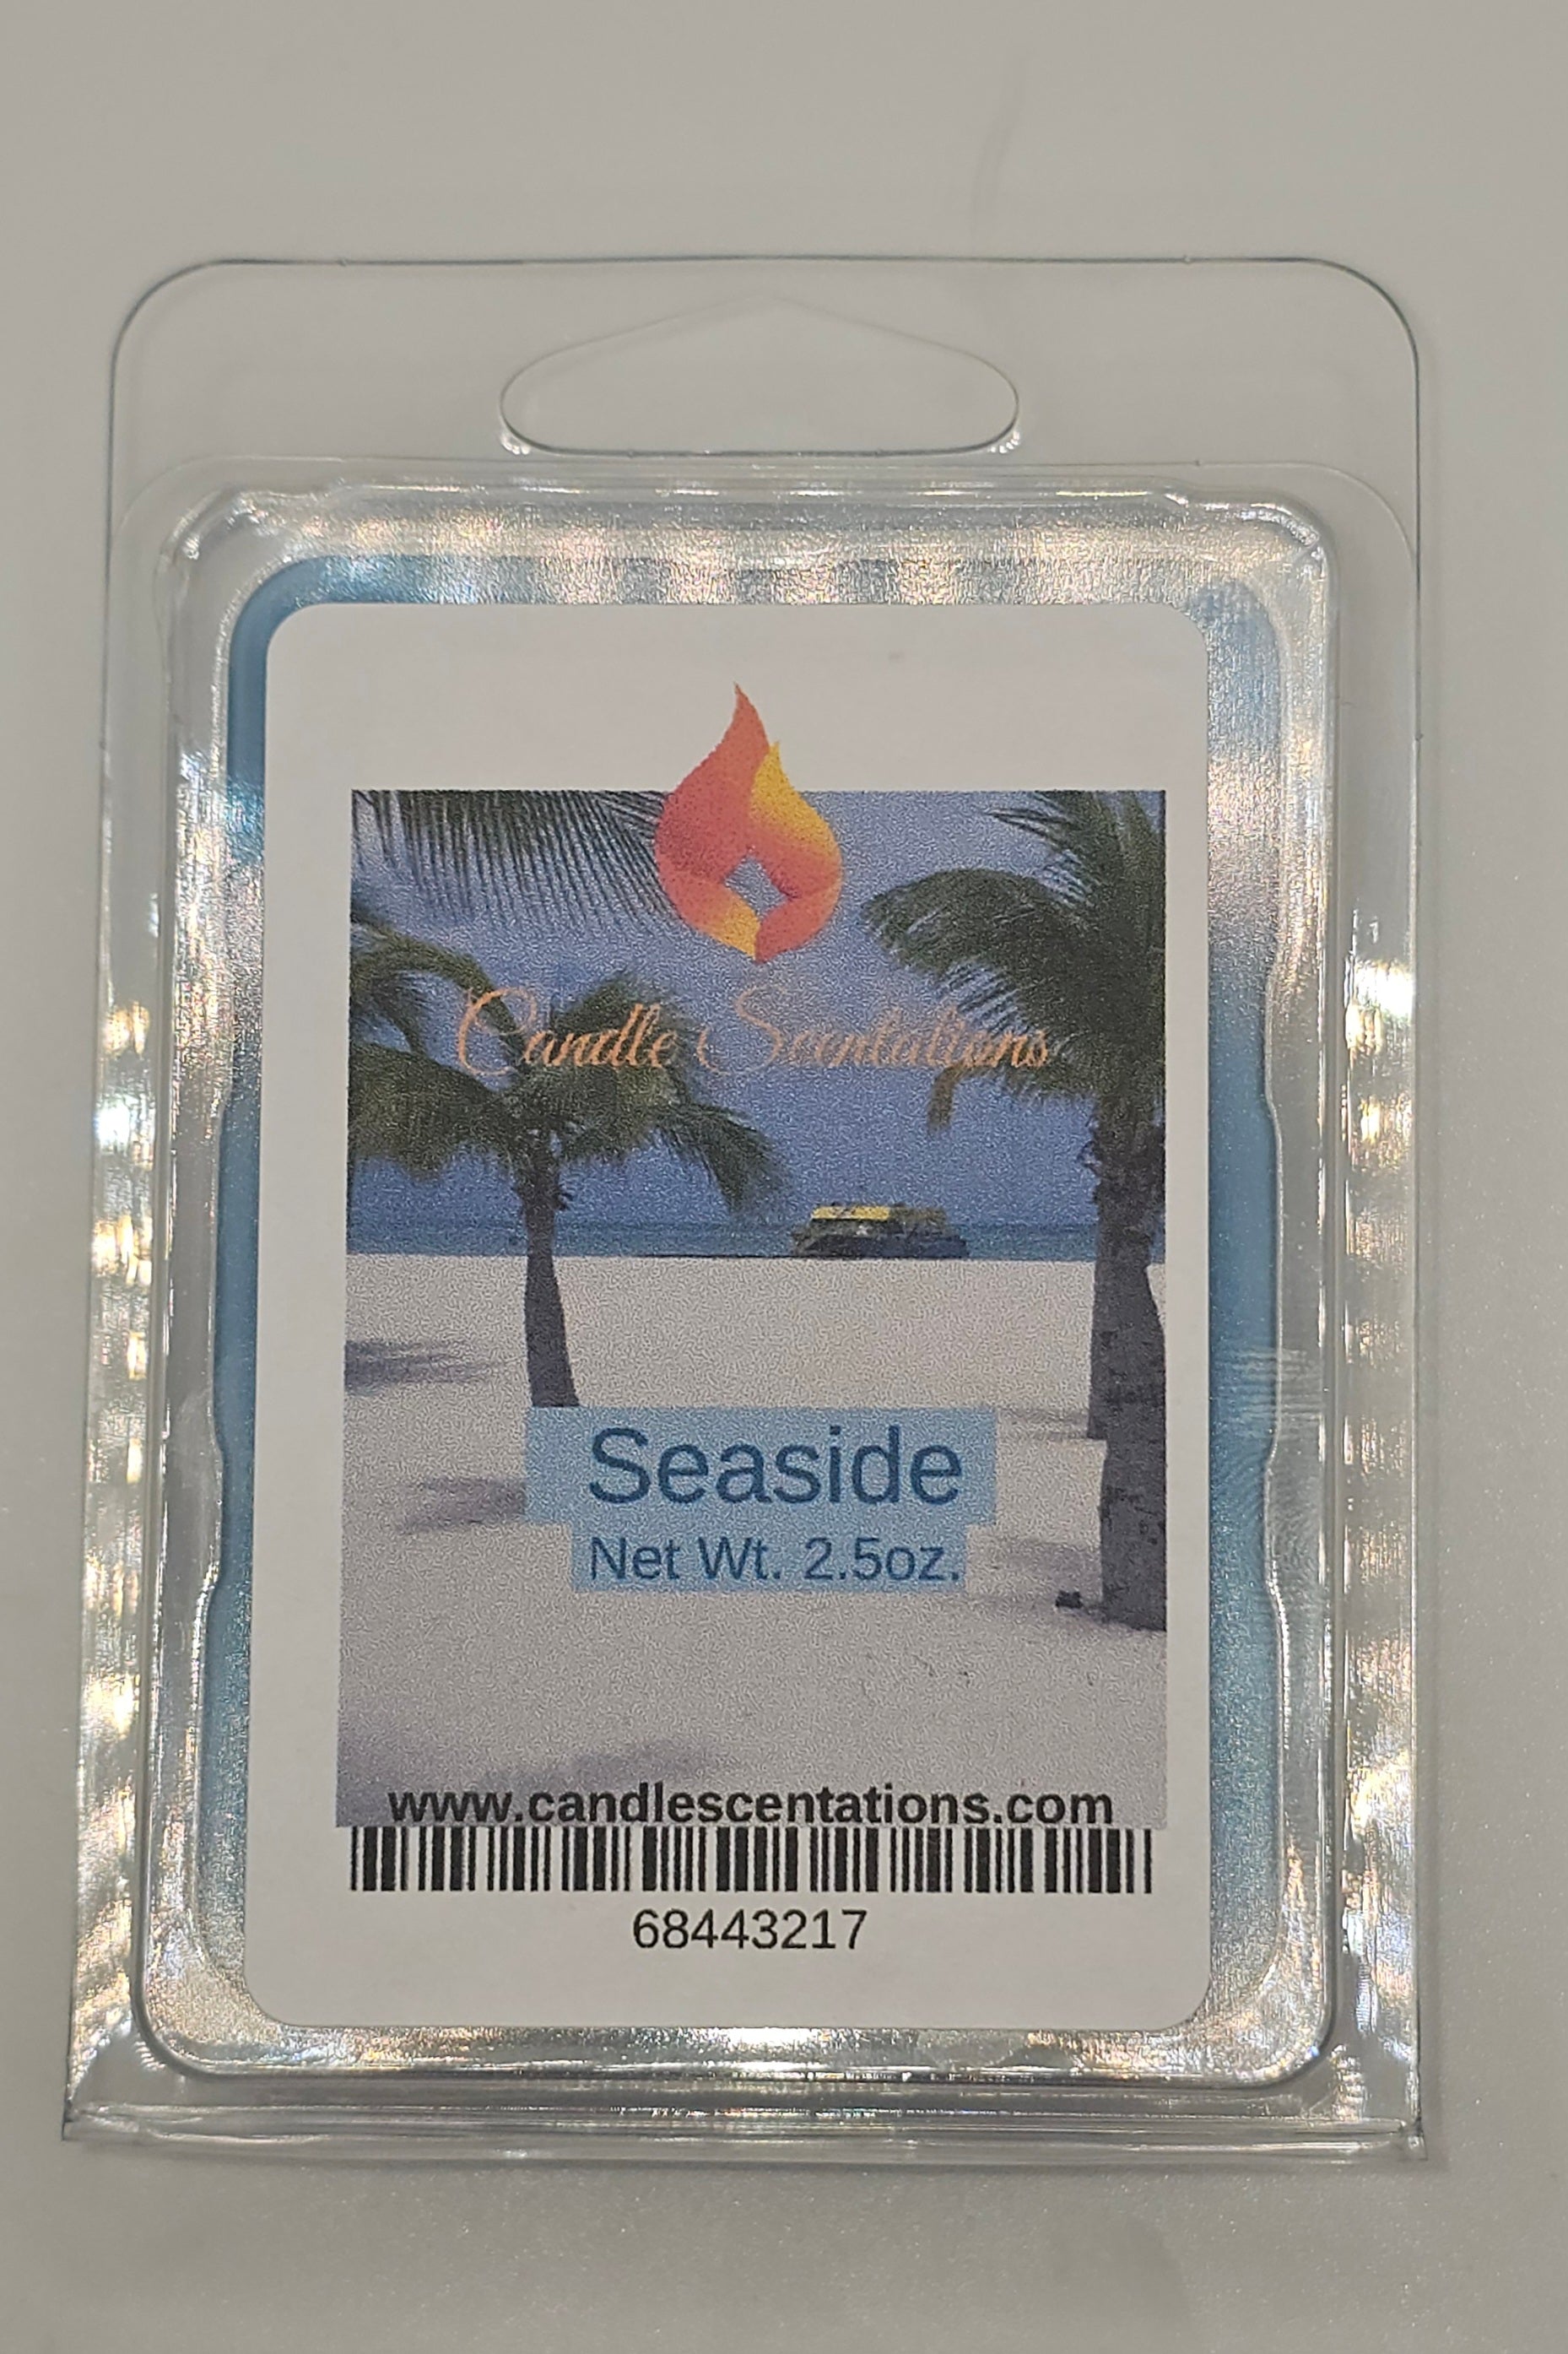 Candle Scentations
Seaside
Net Wt. 2.5oz.
www.candlescentations.com
68443217